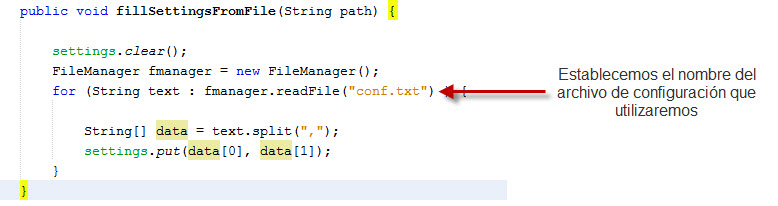 public void fillSettingsFromFile(String path) {
settings.clear();
FileManager fmanager = new FileManager();
for (String text : fmanager.readFile("conf.txt") {
String[] data = text.split(",");
settings.put(data[0], data[1]);
}
}
Establecemos el nombre del
archivo de configuración que
utilizaremos